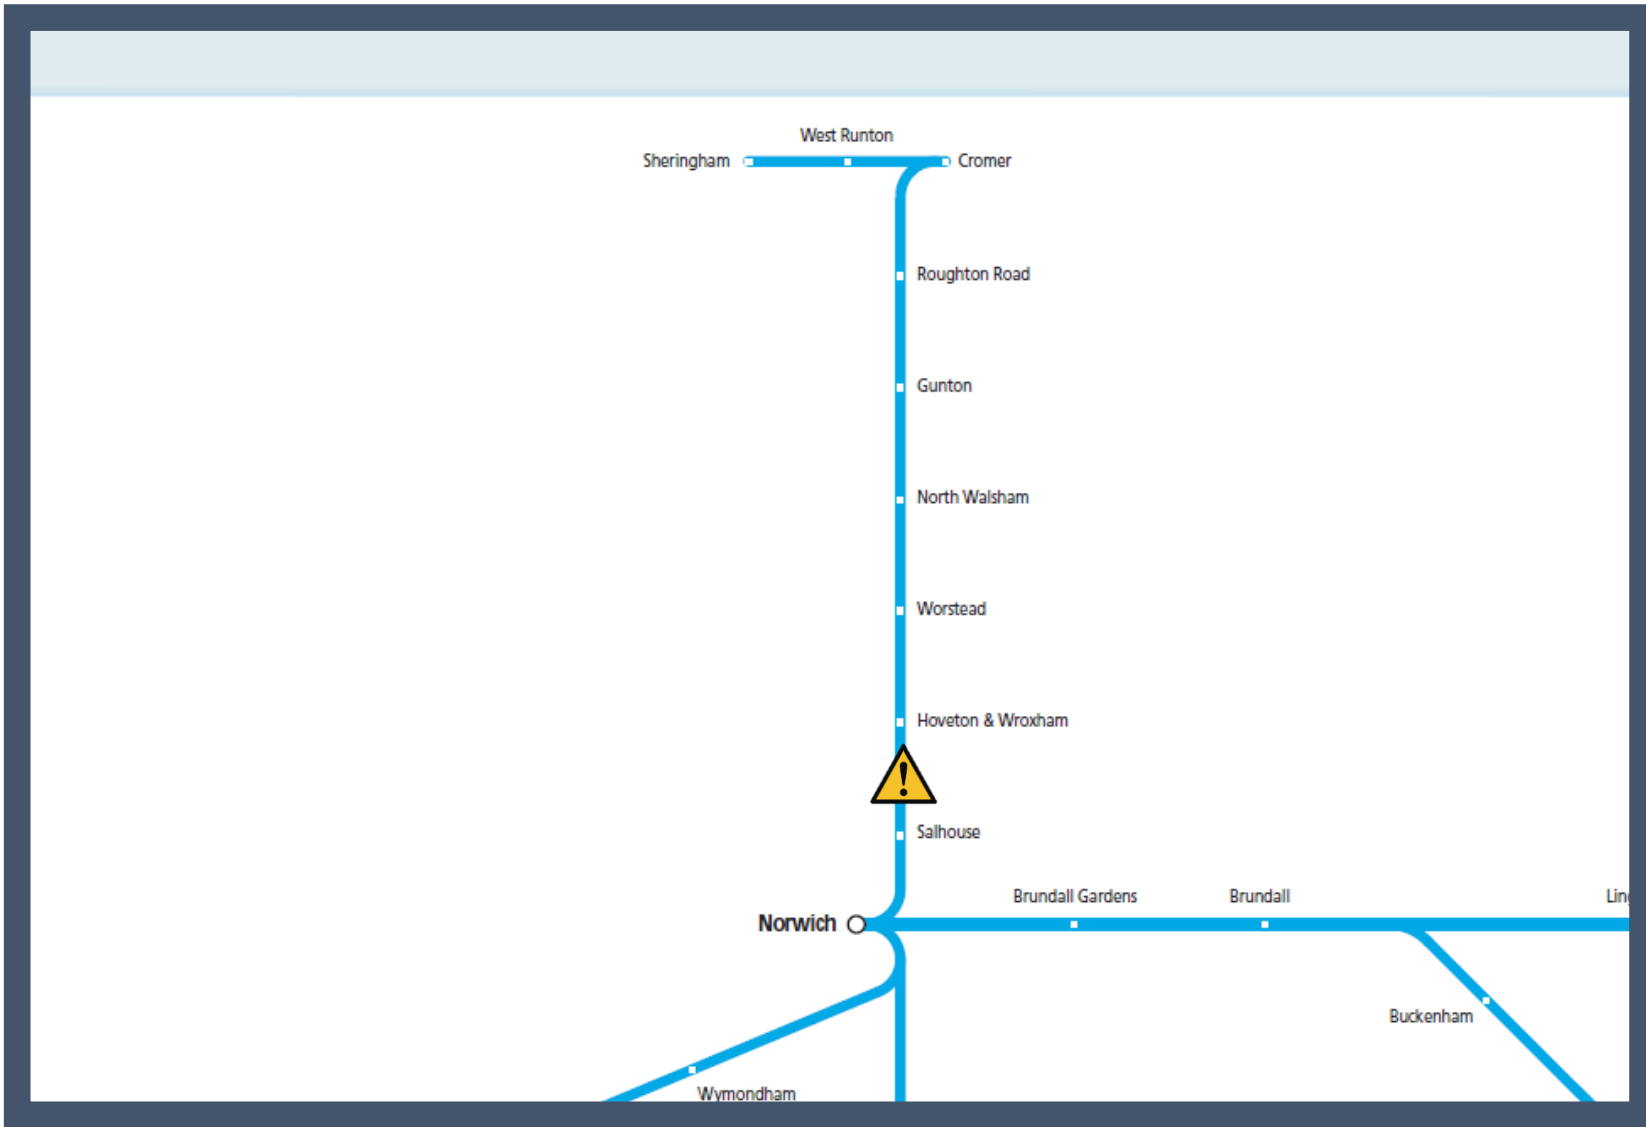 West Runton
Sheringham
Cromer
Roughton Road
Gunton
North Walsham
Worstead
Hoveton & Wroxham
!
Salhouse
Brundall Gardens
Brundall
Norwich
Buckenham
Wymondham